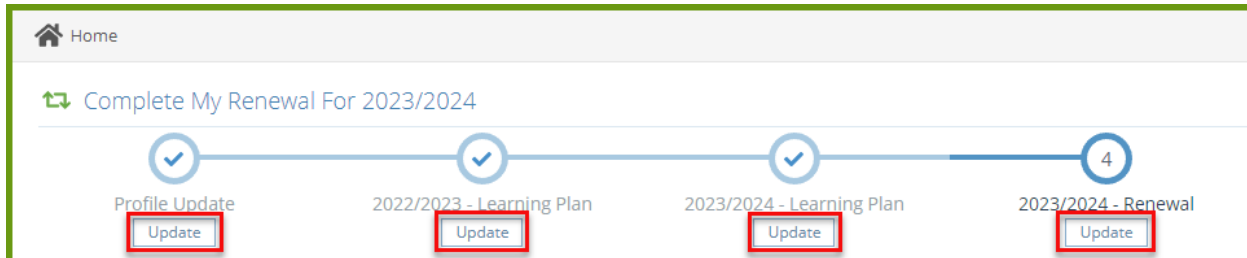 Home
Complete My Renewal For 2023/2024
4
Profile Update
2022/2023 - Learning Plan
2023/2024 - Learning Plan
2023/2024 - Renewal
Update
Update
Update
Update